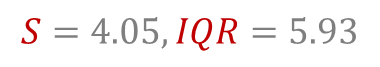 S = 4.05, IQR = 5.93